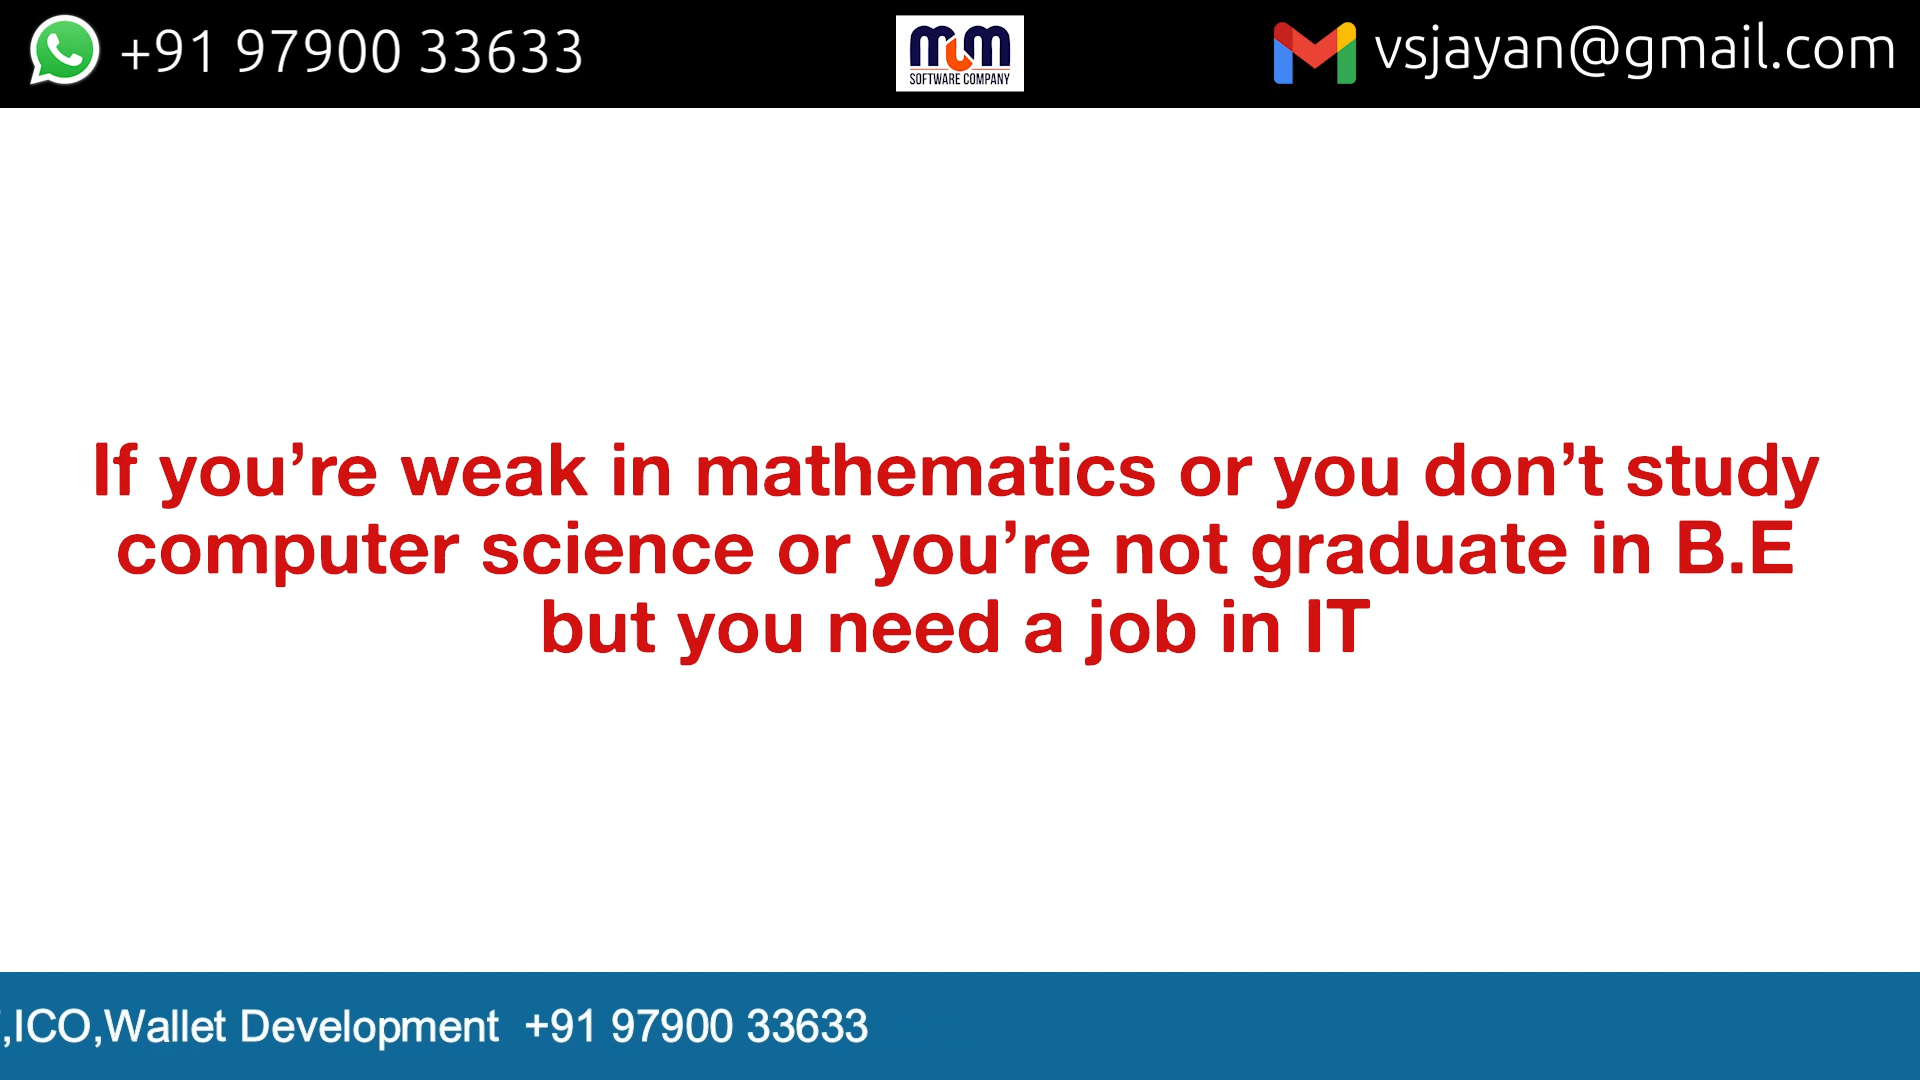 +91 97900 33633
mlm
SOFTWARE COMPANY
vsjayan@gmail.com
If you’re weak in mathematics or you don’t study
computer science or you’re not graduate in B.E
but you need a job in IT
,ICO,Wallet Development +91 97900 33633